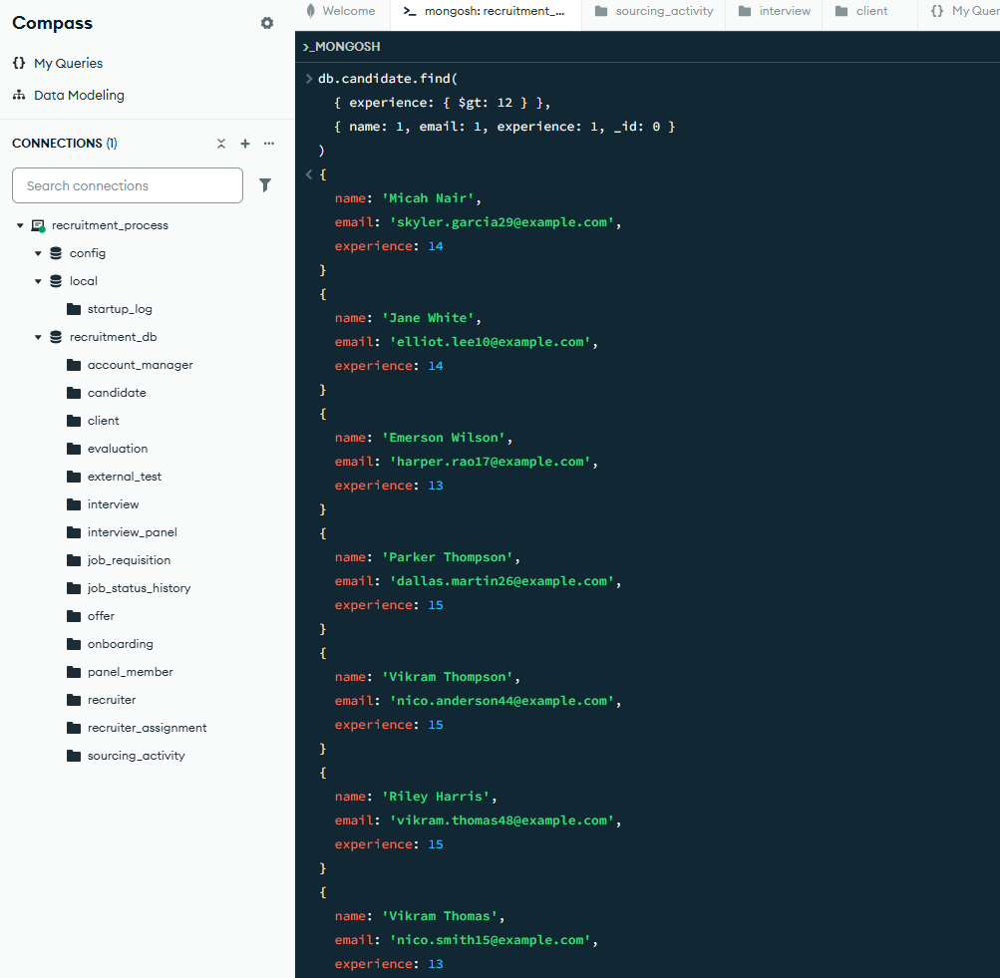 Compass
My Queries
Data Modeling
CONNECTIONS (1)
Search connections
recruitment_process
config
local
startup_log
recruitment_db
account_manager
candidate
client
evaluation
external_test
interview
interview_panel
job_requisition
job_status_history
offer
onboarding
panel_member
recruiter
recruiter_assignment
sourcing_activity
Welcome
>_ mongosh: recruitment_...
sourcing_activity
interview
client
{} My Quer
>_MONGOSH
> db.candidate.find(
{ experience: { $gt: 12 } },
{ name: 1, email: 1, experience: 1, _id: 0 }
)
< {
name: 'Micah Nair',
email: 'skyler.garcia29@example.com',
experience: 14
}
{
name: 'Jane White',
email: 'elliot.lee10@example.com',
experience: 14
}
{
name: 'Emerson Wilson',
email: 'harper.rao17@example.com',
experience: 13
}
{
name: 'Parker Thompson',
email: 'dallas.martin26@example.com',
experience: 15
}
{
name: 'Vikram Thompson',
email: 'nico.anderson44@example.com',
experience: 15
}
{
name: 'Riley Harris',
email: 'vikram.thomas48@example.com',
experience: 15
}
{
name: 'Vikram Thomas',
email: 'nico.smith15@example.com',
experience: 13